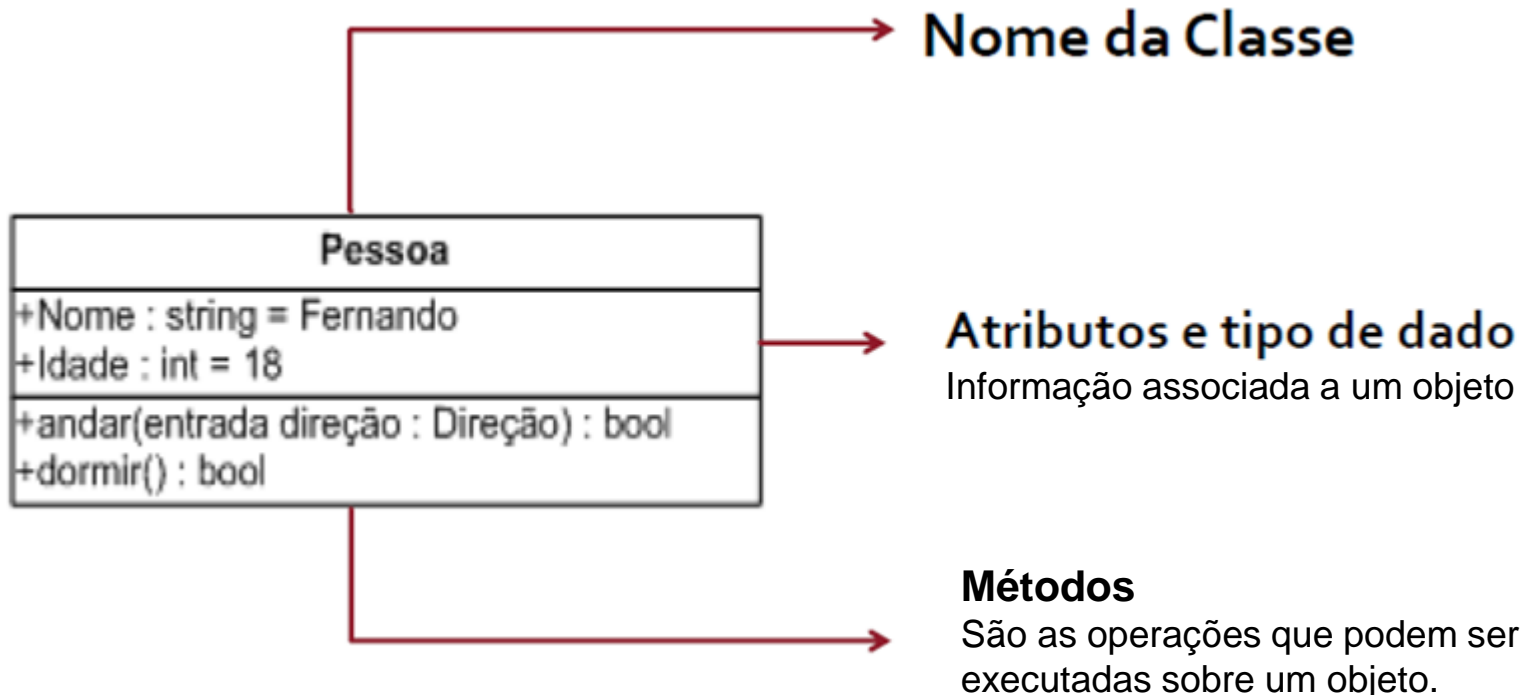 Nome da Classe
Pessoa
+Nome : string = Fernando
+Idade : int = 18
+andar(entrada direção : Direção) : bool
+dormir() : bool
Atributos e tipo de dado
Informação associada a um objeto
Métodos
São as operações que podem ser
executadas sobre um objeto.